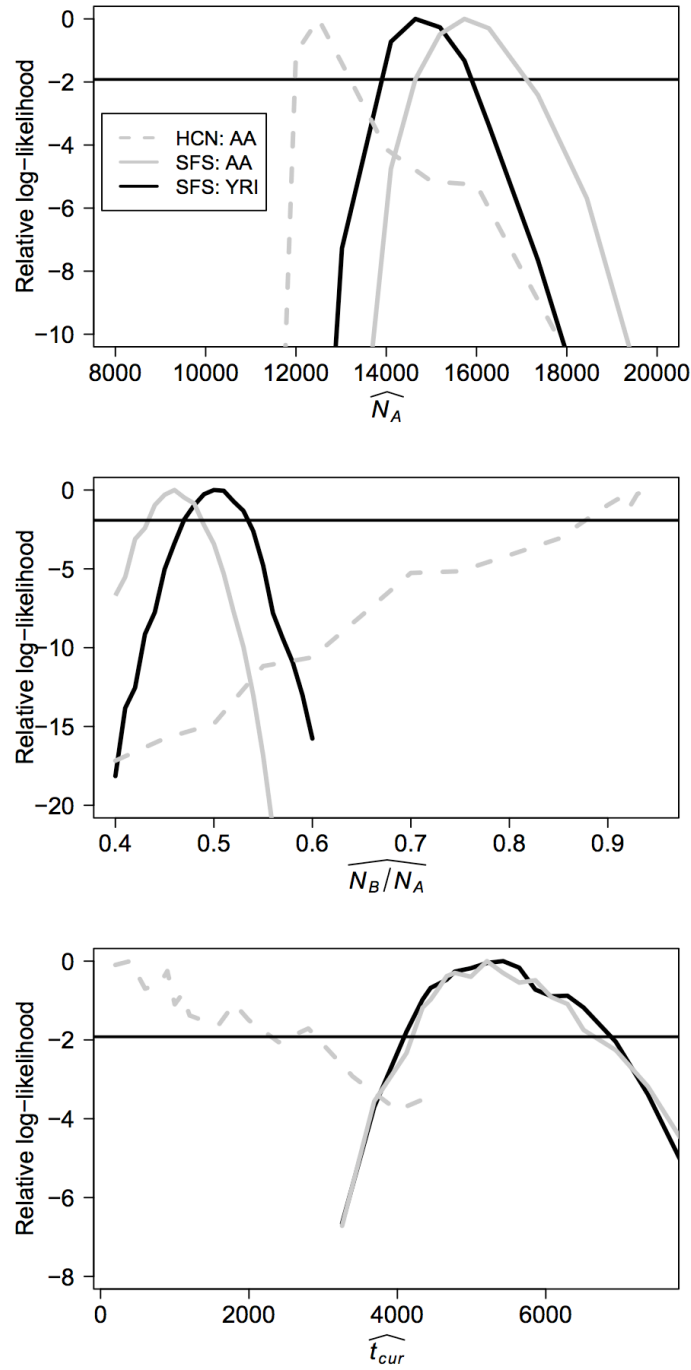 Relative log−likelihood
0
−2
−4
−6
−8
−10
HCN: AA
SFS: AA
SFS: YRI
8000 10000 12000 14000 16000 18000 20000
N_A
Relative log−likelihood
0
−5
−10
−15
−20
0.4 0.5 0.6 0.7 0.8 0.9
N_B/N_A
Relative log−likelihood
0
−2
−4
−6
−8
0 2000 4000 6000
t_cur